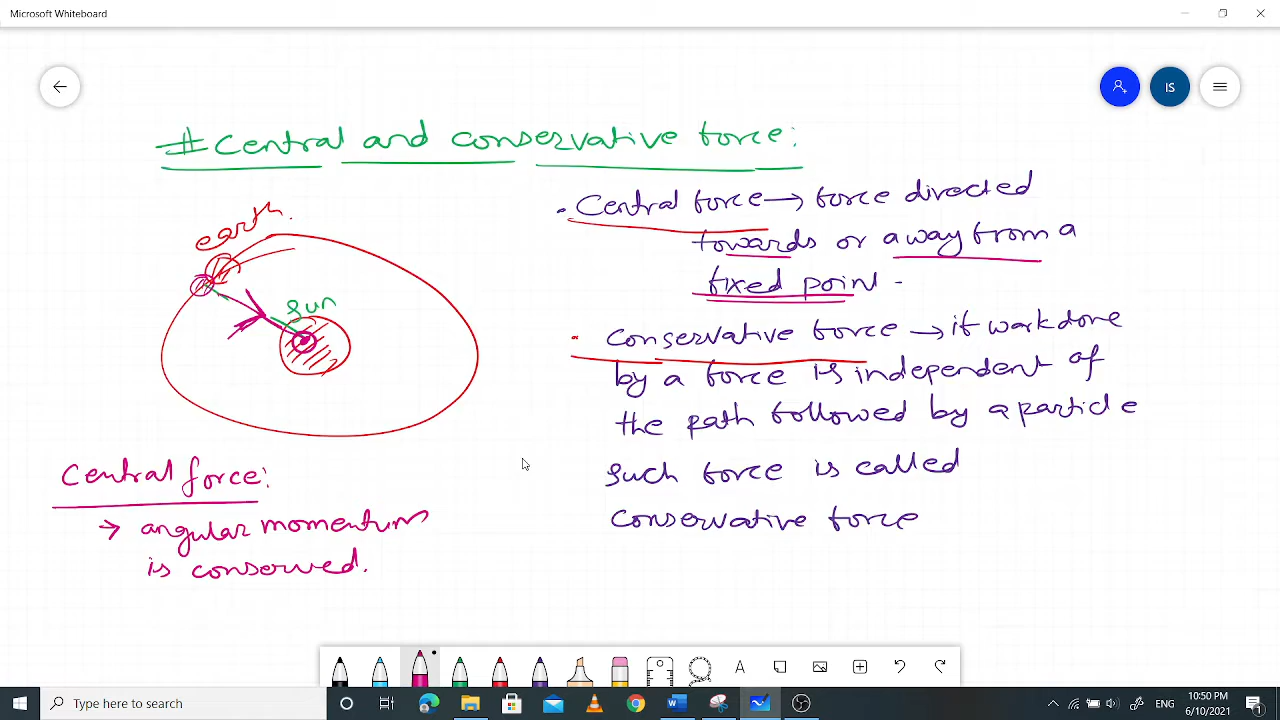 Microsoft Whiteboard
IS
# Central and conservative force:
earth.
sun
Central force:
→ angular momentum
is conserved.
• Central force → force directed
towards or away from a
fixed point -
• Conservative force → if work done
by a force is independent of
the path followed by a particle
such force is called
conservative force
A
Type here to search
10:50 PM
6/10/2021